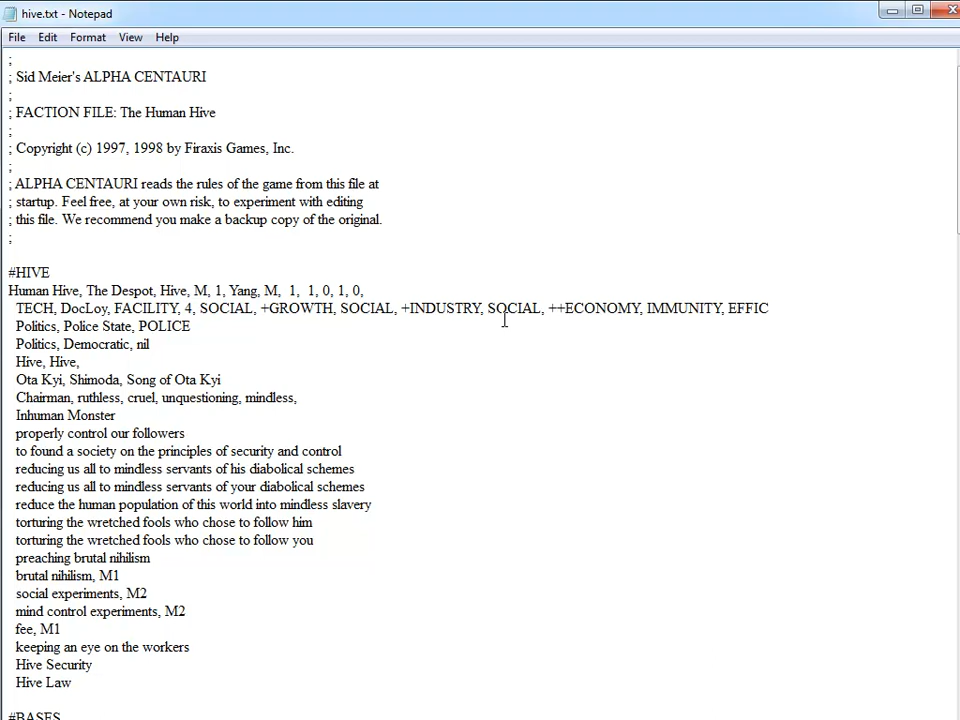 hive.txt - Notepad
File Edit Format View Help
;
; Sid Meier's ALPHA CENTAURI
;
; FACTION FILE: The Human Hive
;
; Copyright (c) 1997, 1998 by Firaxis Games, Inc.
;
; ALPHA CENTAURI reads the rules of the game from this file at
; startup. Feel free, at your own risk, to experiment with editing
; this file. We recommend you make a backup copy of the original.
;
#HIVE
Human Hive, The Despot, Hive, M, 1, Yang, M, 1, 1, 0, 1, 0,
TECH, DocLoy, FACILITY, 4, SOCIAL, +GROWTH, SOCIAL, +INDUSTRY, SOCIAL, ++ECONOMY, IMMUNITY, EFFIC
Politics, Police State, POLICE
Politics, Democratic, nil
Hive, Hive,
Ota Kyi, Shimoda, Song of Ota Kyi
Chairman, ruthless, cruel, unquestioning, mindless,
Inhuman Monster
properly control our followers
to found a society on the principles of security and control
reducing us all to mindless servants of his diabolical schemes
reducing us all to mindless servants of your diabolical schemes
reduce the human population of this world into mindless slavery
torturing the wretched fools who chose to follow him
torturing the wretched fools who chose to follow you
preaching brutal nihilism
brutal nihilism, M1
social experiments, M2
mind control experiments, M2
fee, M1
keeping an eye on the workers
Hive Security
Hive Law
#BASES